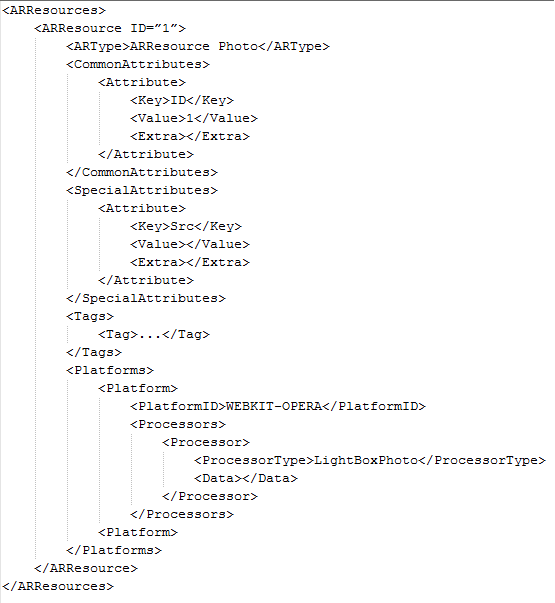 <ARResources>
    <ARResource ID=”1”>
        <ARType>ARResource Photo</ARType>
        <CommonAttributes>
            <Attribute>
                <Key>ID</Key>
                <Value>1</Value>
                <Extra></Extra>
            </Attribute>
        </CommonAttributes>
        <SpecialAttributes>
            <Attribute>
                <Key>Src</Key>
                <Value></Value>
                <Extra></Extra>
            </Attribute>
        </SpecialAttributes>
        <Tags>
            <Tag>...</Tag>
        </Tags>
        <Platforms>
            <Platform>
                <PlatformID>WEBKIT-OPERA</PlatformID>
                <Processors>
                    <Processor>
                        <ProcessorType>LightBoxPhoto</ProcessorType>
                        <Data></Data>
                    </Processor>
                </Processors>
            <Platform>
        </Platforms>
    </ARResource>
</ARResources>